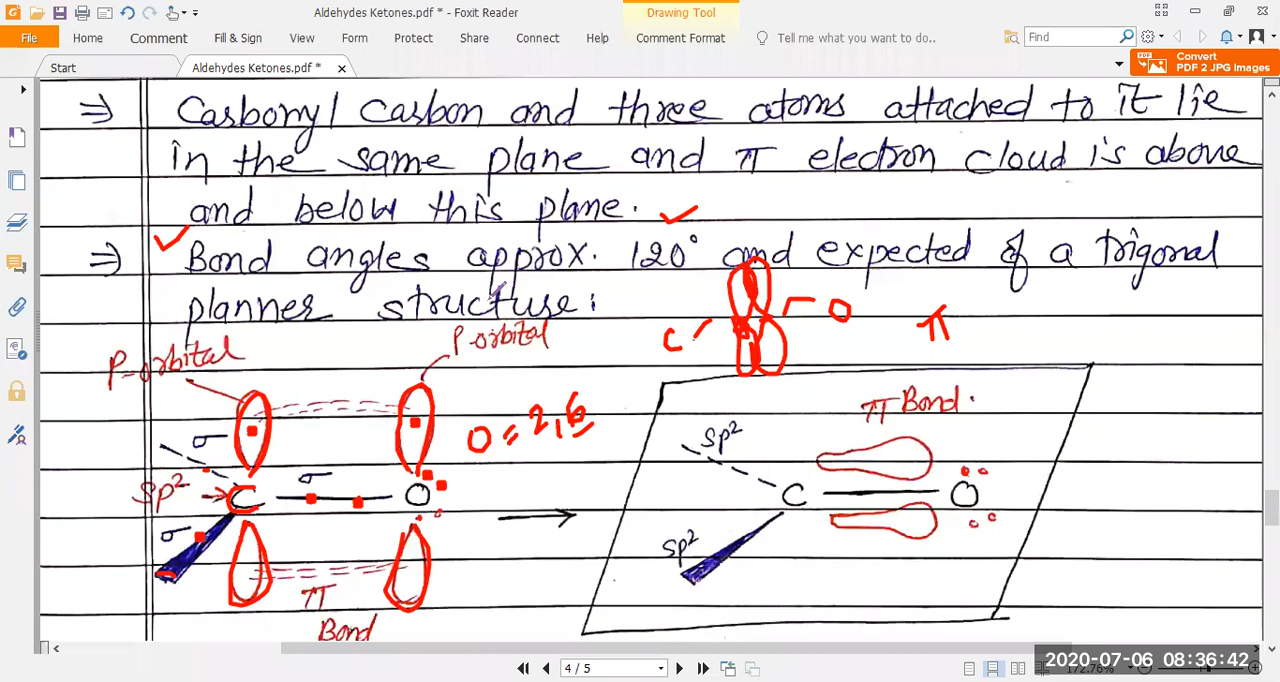 Aldehydes Ketones.pdf * - Foxit Reader
Drawing Tool
File Home Comment Fill & Sign View Form Protect Share Connect Help Comment Format Tell me what you want to do.. Find
Convert
PDF 2 JPG Images
Start Aldehydes Ketones.pdf *
⇒ Carbonyl carbon and three atoms attached to it lie
in the same plane and π electron cloud is above
and below this plane.
⇒ Bond angles approx. 120° and expected of a trigonal
planner structure.
C O π
P-orbital P orbital
O = 2,6
π Bond.
σ
sp²
σ
Sp² C O
C O
σ
sp²
π
Bond
4 / 5
172.76%
2020-07-06 08:36:42